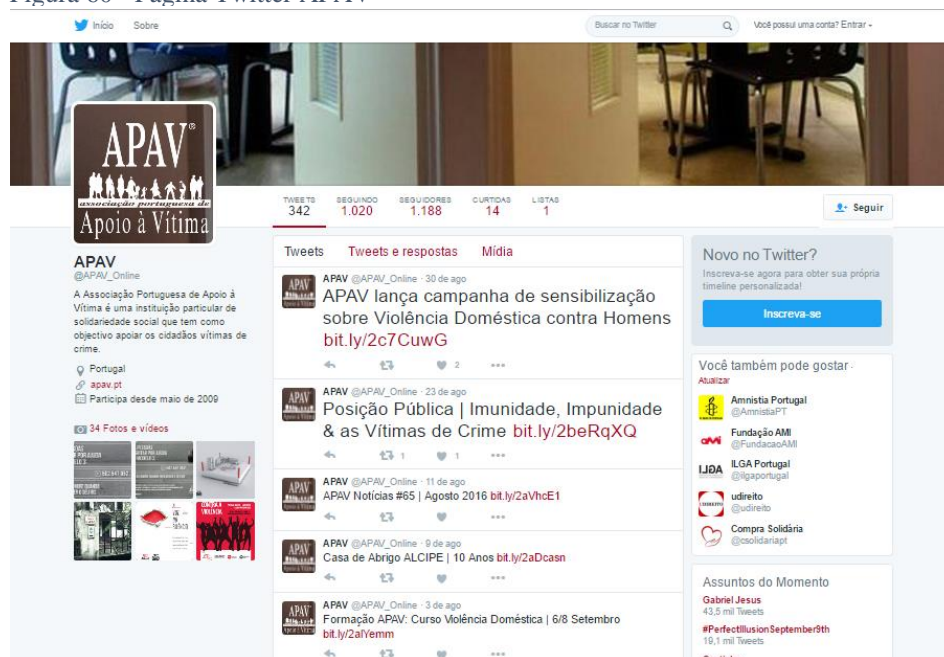 Figura 80 - Página Twitter APAV
Início Sobre
Buscar no Twitter
Você possui uma conta? Entrar
APAV®
associação portuguesa de
Apoio à Vítima
TWEETS SEGUINDO SEGUIDORES CURTIDAS LISTAS
342 1.020 1.188 14 1
Seguir
APAV
@APAV_Online
A Associação Portuguesa de Apoio à
Vítima é uma instituição particular de
solidariedade social que tem como
objectivo apoiar os cidadãos vítimas de
crime.
Portugal
apav.pt
Participa desde maio de 2009
34 Fotos e vídeos
Tweets Tweets e respostas Mídia
APAV @APAV_Online · 30 de ago
APAV lança campanha de sensibilização
sobre Violência Doméstica contra Homens
bit.ly/2c7CuwG
2
APAV @APAV_Online · 23 de ago
Posição Pública | Imunidade, Impunidade
& as Vítimas de Crime bit.ly/2beRqXQ
1 1
APAV @APAV_Online · 11 de ago
APAV Notícias #65 | Agosto 2016 bit.ly/2aVhcE1
APAV @APAV_Online · 9 de ago
Casa de Abrigo ALCIPE | 10 Anos bit.ly/2aDcasn
APAV @APAV_Online · 3 de ago
Formação APAV: Curso Violência Doméstica | 6/8 Setembro
bit.ly/2alYemm
Novo no Twitter?
Inscreva-se agora para obter sua própria
timeline personalizada!
Inscreva-se
Você também pode gostar ·
Atualizar
Amnistia Portugal
@AmnistiaPT
Fundação AMI
@FundacaoAMI
ILGA Portugal
@ilgaportugal
udireito
@udireito
Compra Solidária
@csolidariapt
Assuntos do Momento
Gabriel Jesus
43,5 mil Tweets
#PerfectIllusionSeptember9th
19,1 mil Tweets